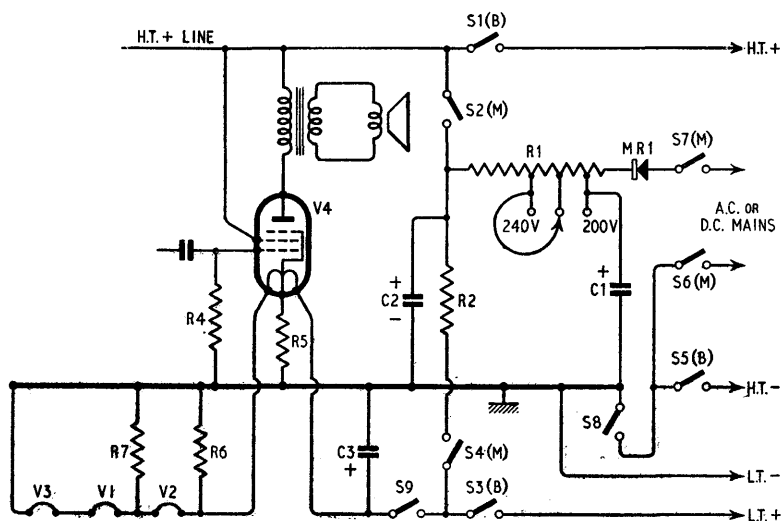 S1(B)
H.T.+ LINE
H.T.+
S2(M)
R1
MR1
S7(M)
V4
240V
200V
A.C. OR
D.C. MAINS
C2
+
-
R2
+
C1
S6(M)
R4
R5
S8
S5(B)
H.T.-
R7
R6
C3
+
S4(M)
V3
V1
V2
S9
S3(B)
L.T.-
L.T.+